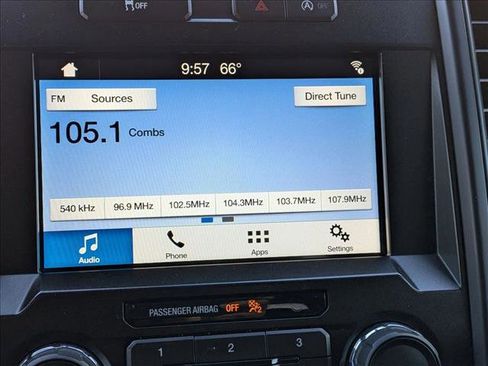 OFF
9:57 66°
FM Sources Direct Tune
105.1 Combs
540 kHz 96.9 MHz 102.5MHz 104.3MHz 103.7MHz 107.9MHz
Audio Phone Apps Settings
PASSENGER AIRBAG OFF 2
1 2 3